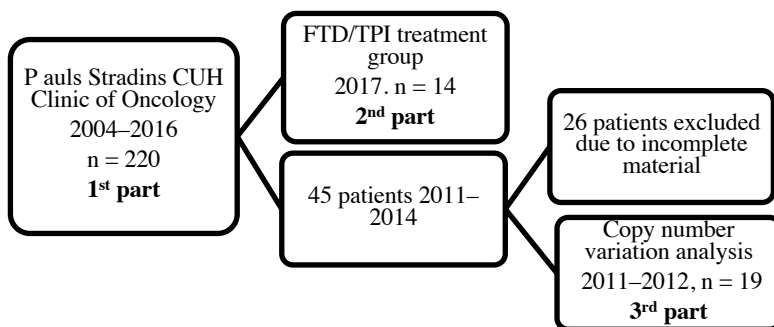 P auls Stradins CUH
Clinic of Oncology
2004–2016
n = 220
1st part
FTD/TPI treatment
group
2017. n = 14
2nd part
45 patients 2011–
2014
26 patients excluded
due to incomplete
material
Copy number
variation analysis
2011–2012, n = 19
3rd part